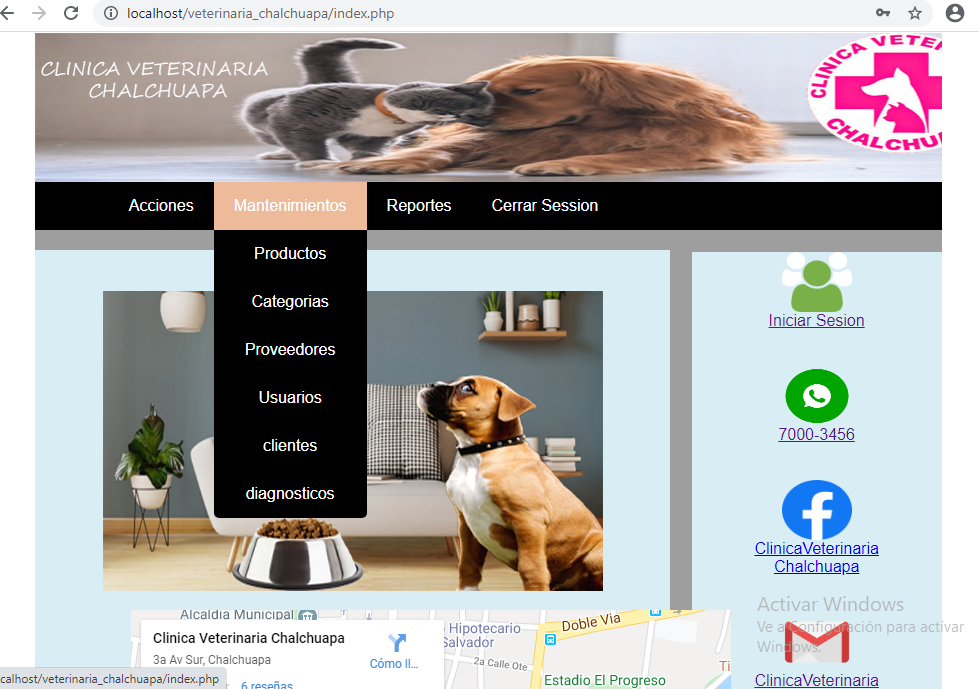 localhost/veterinaria_chalchuapa/index.php
CLINICA VETERINARIA
CHALCHUAPA
CLINICA VETER
CHALCHU
Acciones
Mantenimientos
Reportes
Cerrar Session
Productos
Categorias
Proveedores
Usuarios
clientes
diagnosticos
Iniciar Sesion
7000-3456
ClinicaVeterinaria
Chalchuapa
Activar Windows
Ve a Configuración para activar
Windows.
ClinicaVeterinaria
Alcaldía Municipal
Clinica Veterinaria Chalchuapa
3a Av Sur, Chalchuapa
Cómo ll...
6 reseñas
Hipotecario
Salvador
Doble Via
2a Calle Ote
Ti
Estadio El Progreso
calhost/veterinaria_chalchuapa/index.php